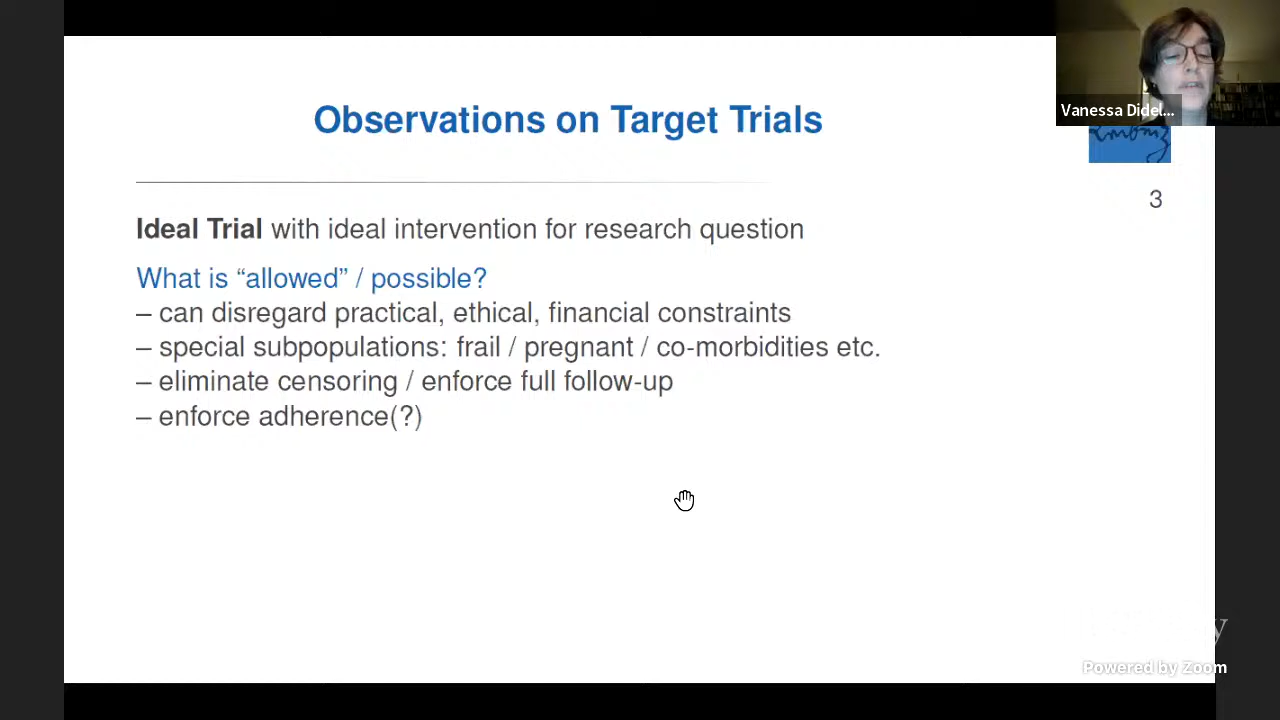 Vanessa Didel...
Observations on Target Trials
3
Ideal Trial with ideal intervention for research question
What is “allowed” / possible?
– can disregard practical, ethical, financial constraints
– special subpopulations: frail / pregnant / co-morbidities etc.
– eliminate censoring / enforce full follow-up
– enforce adherence(?)
Powered by Zoom